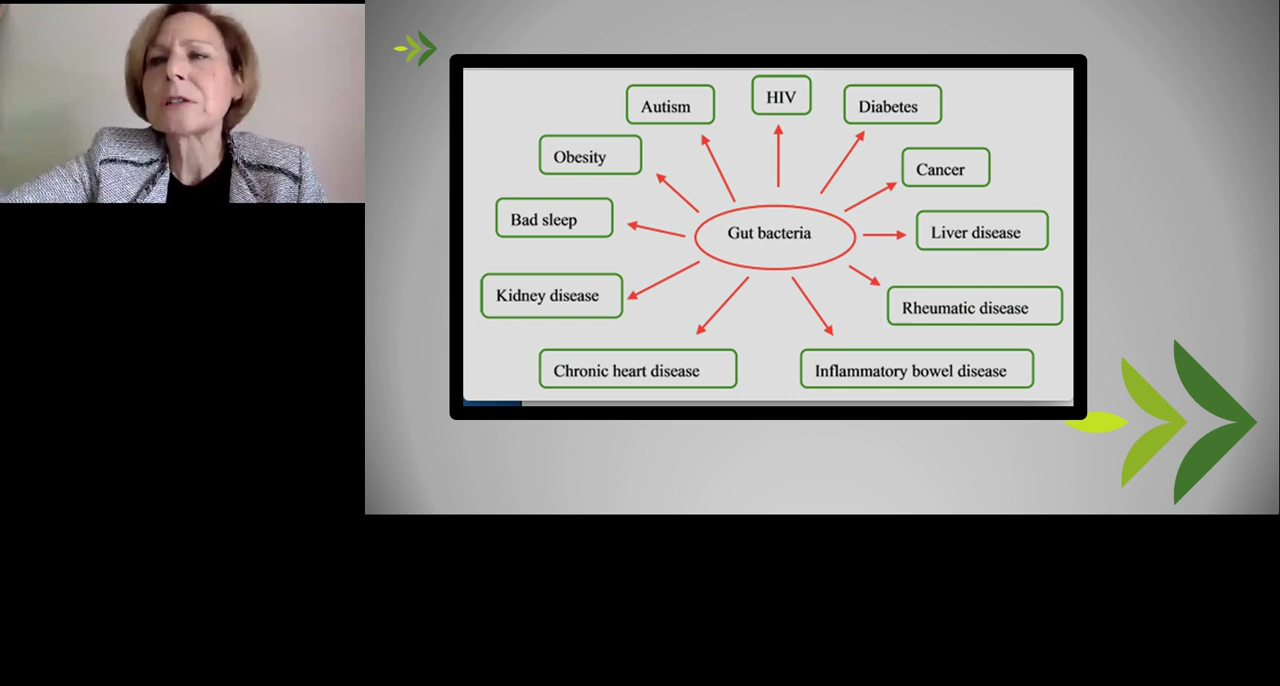 Autism
HIV
Diabetes
Obesity
Cancer
Bad sleep
Gut bacteria
Liver disease
Kidney disease
Rheumatic disease
Chronic heart disease
Inflammatory bowel disease